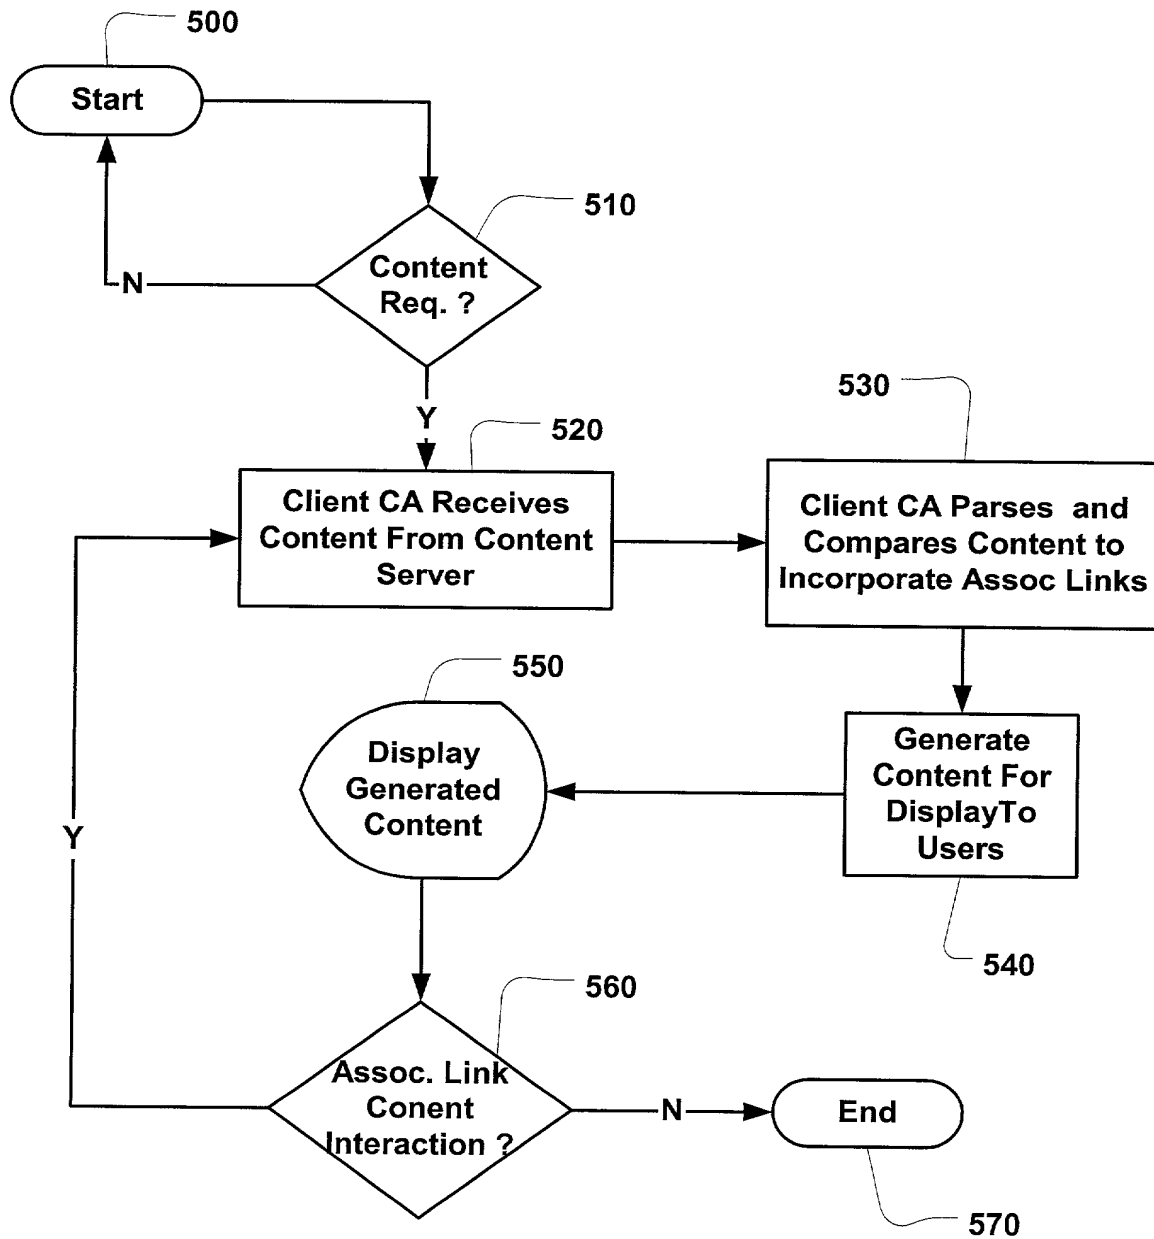 500
Start
510
Content
Req. ?
N
Y
520
530
Client CA Receives
Content From Content
Server
Client CA Parses and
Compares Content to
Incorporate Assoc Links
550
Display
Generated
Content
Generate
Content For
DisplayTo
Users
540
Y
560
Assoc. Link
Conent
Interaction ?
N
End
570